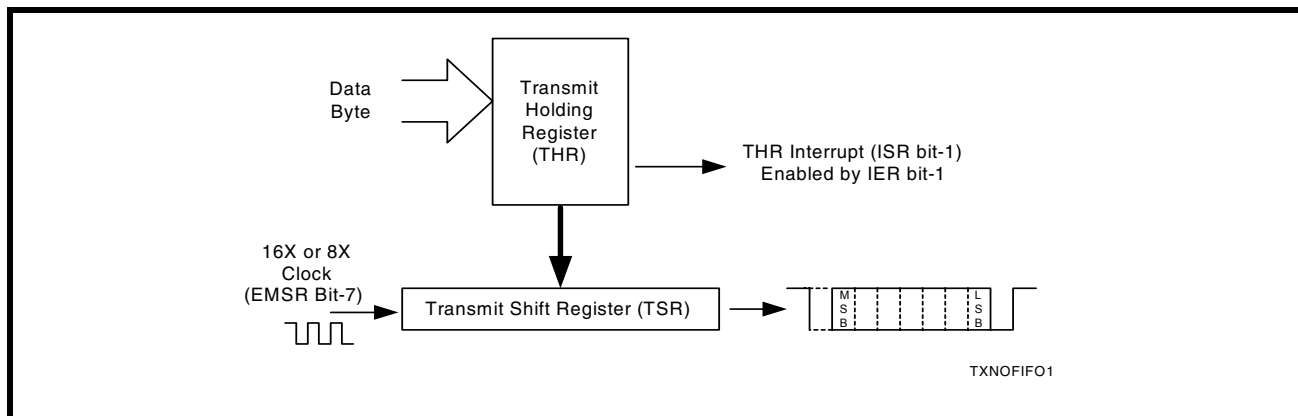 Data
Byte
Transmit
Holding
Register
(THR)
THR Interrupt (ISR bit-1)
Enabled by IER bit-1
16X or 8X
Clock
(EMSR Bit-7)
Transmit Shift Register (TSR)
M
S
B
L
S
B
TXNOFIFO1